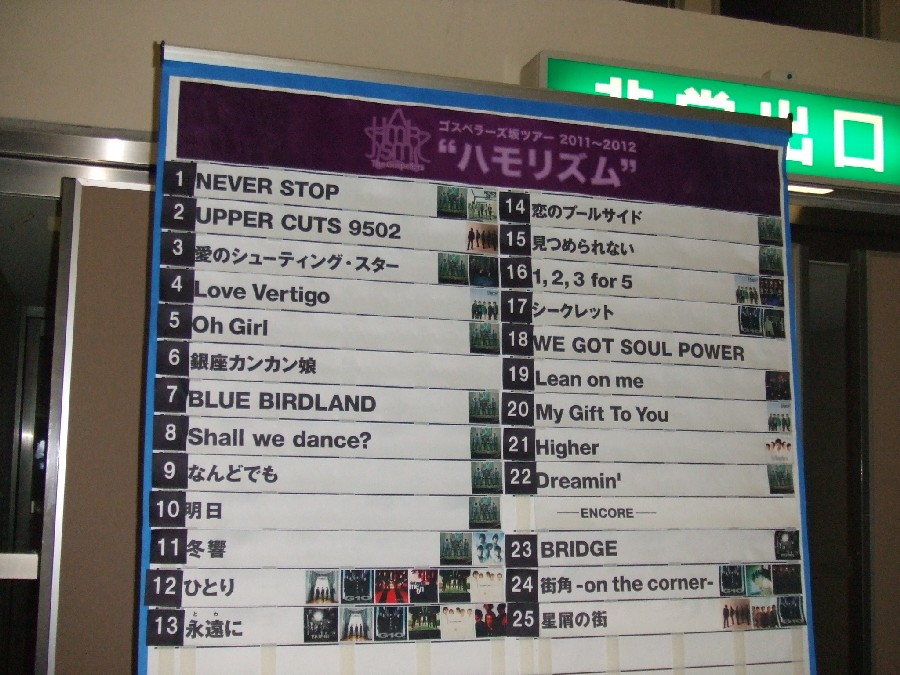 非常出口
ゴスペラーズ坂ツアー 2011~2012
“ハモリズム”
1 NEVER STOP
2 UPPER CUTS 9502
3 愛のシューティング・スター
4 Love Vertigo
5 Oh Girl
6 銀座カンカン娘
7 BLUE BIRDLAND
8 Shall we dance?
9 なんどでも
10 明日
11 冬響
12 ひとり
13 永遠に
とわ
14 恋のプールサイド
15 見つめられない
16 1, 2, 3 for 5
17 シークレット
18 WE GOT SOUL POWER
19 Lean on me
20 My Gift To You
21 Higher
22 Dreamin'
ENCORE
23 BRIDGE
24 街角 -on the corner-
25 星屑の街